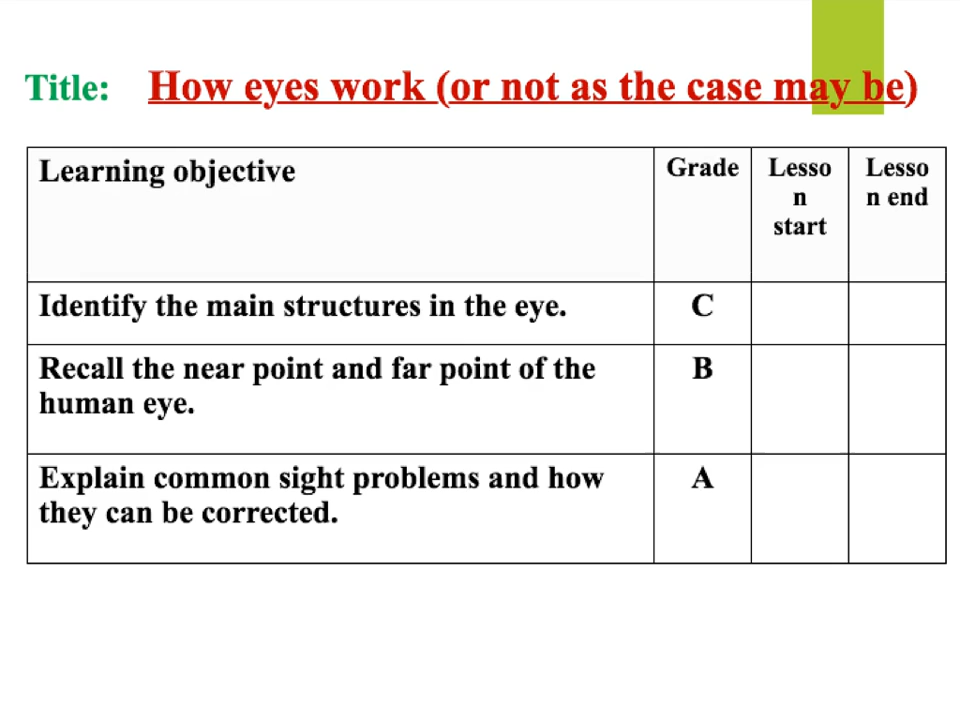 Title: How eyes work (or not as the case may be)
Learning objective
Grade
Lesso
n
start
Lesso
n end
Identify the main structures in the eye.
C
Recall the near point and far point of the
human eye.
B
Explain common sight problems and how
they can be corrected.
A